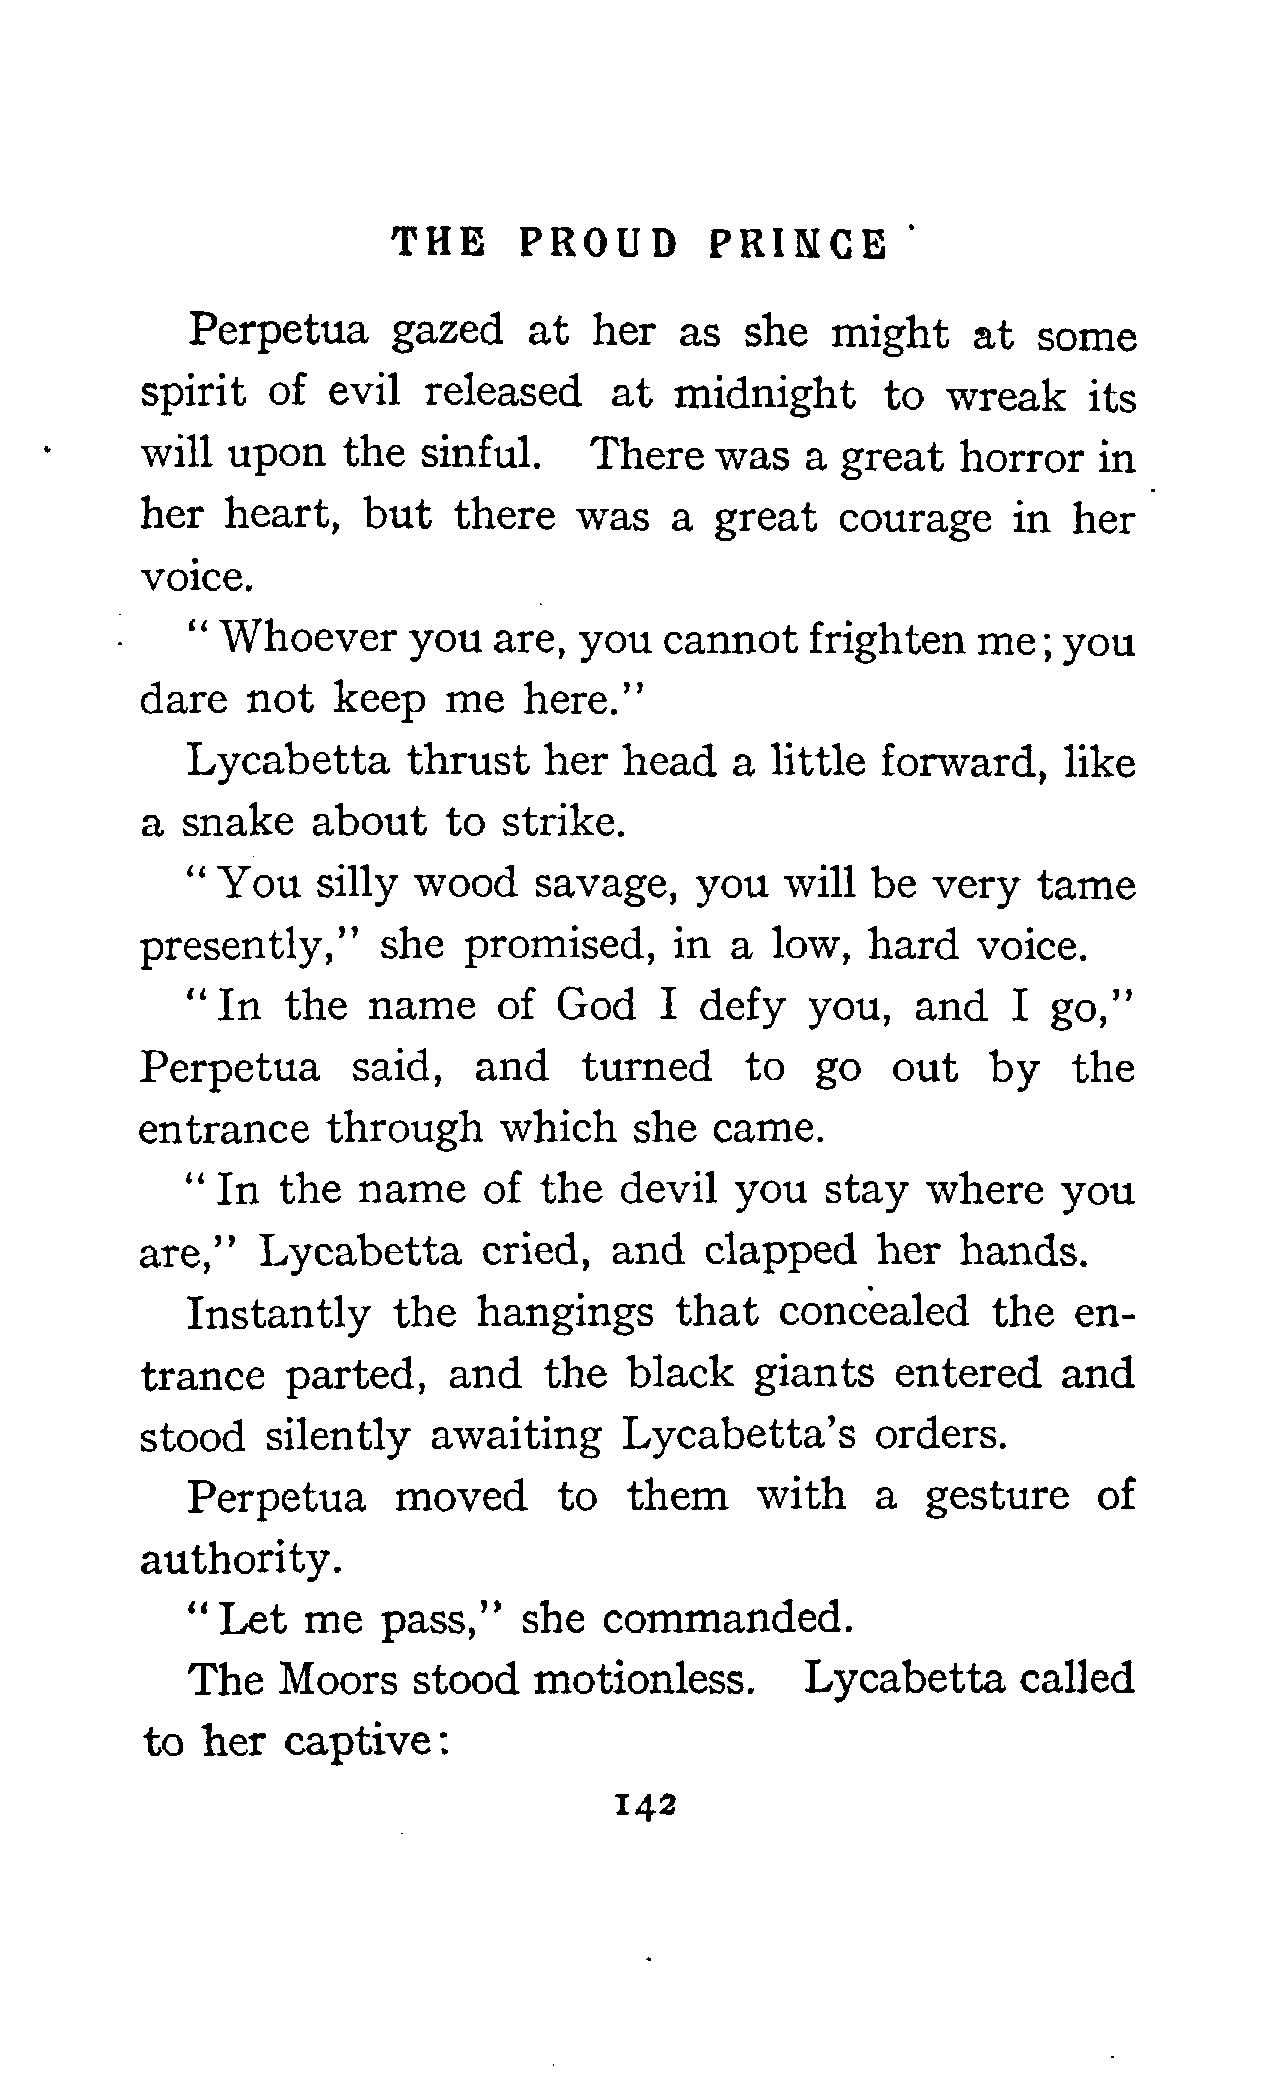 THE PROUD PRINCE
Perpetua gazed at her as she might at some
spirit of evil released at midnight to wreak its
will upon the sinful. There was a great horror in
her heart, but there was a great courage in her
voice.
"Whoever you are, you cannot frighten me; you
dare not keep me here."
Lycabetta thrust her head a little forward, like
a snake about to strike.
"You silly wood savage, you will be very tame
presently," she promised, in a low, hard voice.
"In the name of God I defy you, and I go,"
Perpetua said, and turned to go out by the
entrance through which she came.
"In the name of the devil you stay where you
are," Lycabetta cried, and clapped her hands.
Instantly the hangings that concealed the en-
trance parted, and the black giants entered and
stood silently awaiting Lycabetta's orders.
Perpetua moved to them with a gesture of
authority.
"Let me pass," she commanded.
The Moors stood motionless. Lycabetta called
to her captive:
142